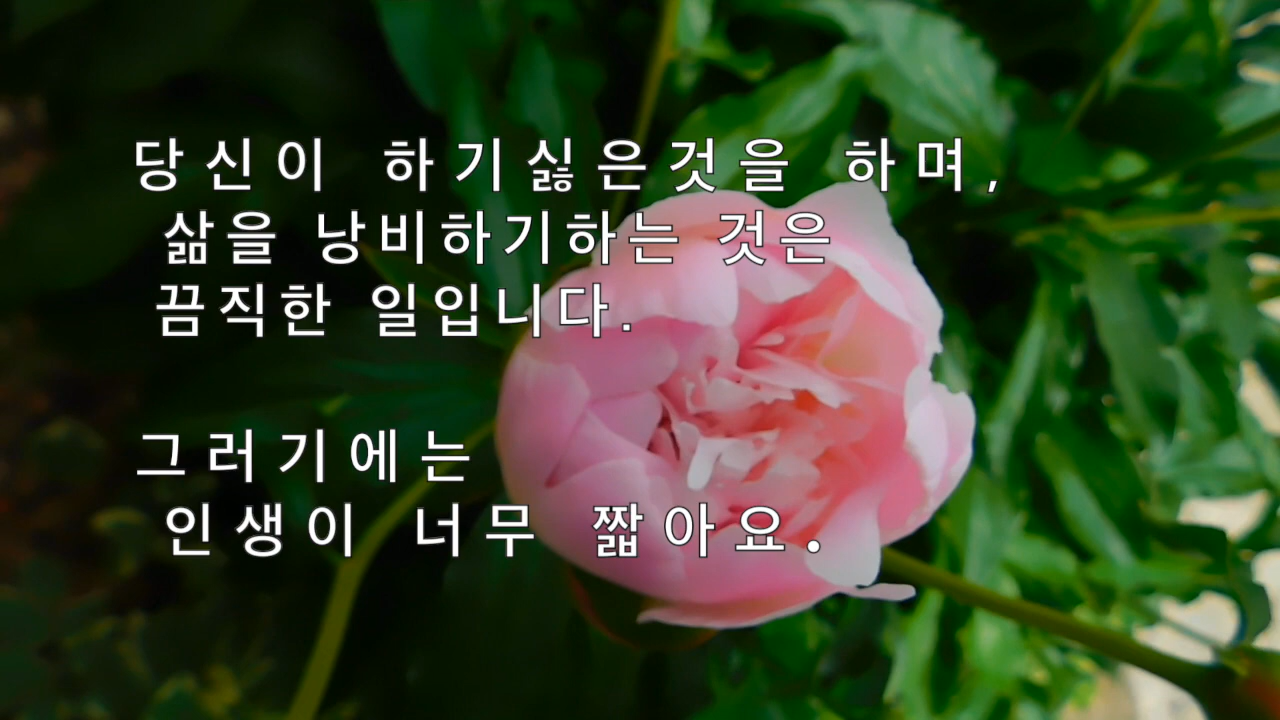 당신이 하기싫은것을 하며,
삶을 낭비하기하는 것은
끔직한 일입니다.
그러기에는
인생이 너무 짧아요.